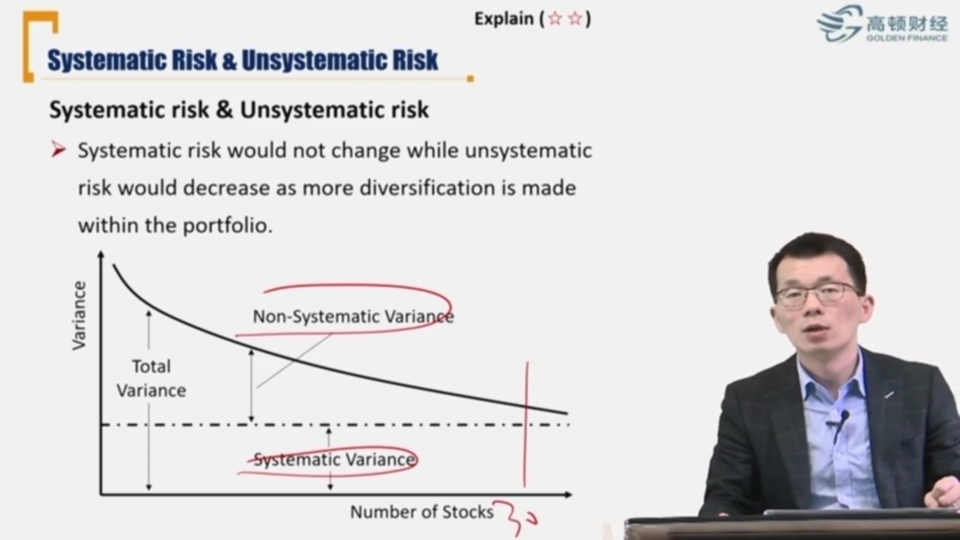 Explain (☆☆)
高顿财经
GOLDEN FINANCE
Systematic Risk & Unsystematic Risk
Systematic risk & Unsystematic risk
Systematic risk would not change while unsystematic
risk would decrease as more diversification is made
within the portfolio.
Variance
Non-Systematic Variance
Total
Variance
Systematic Variance
Number of Stocks
30